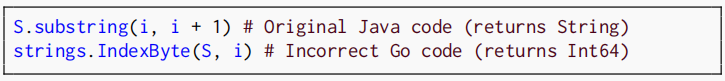 S.substring(i, i + 1) # Original Java code (returns String)
strings.IndexByte(S, i) # Incorrect Go code (returns Int64)